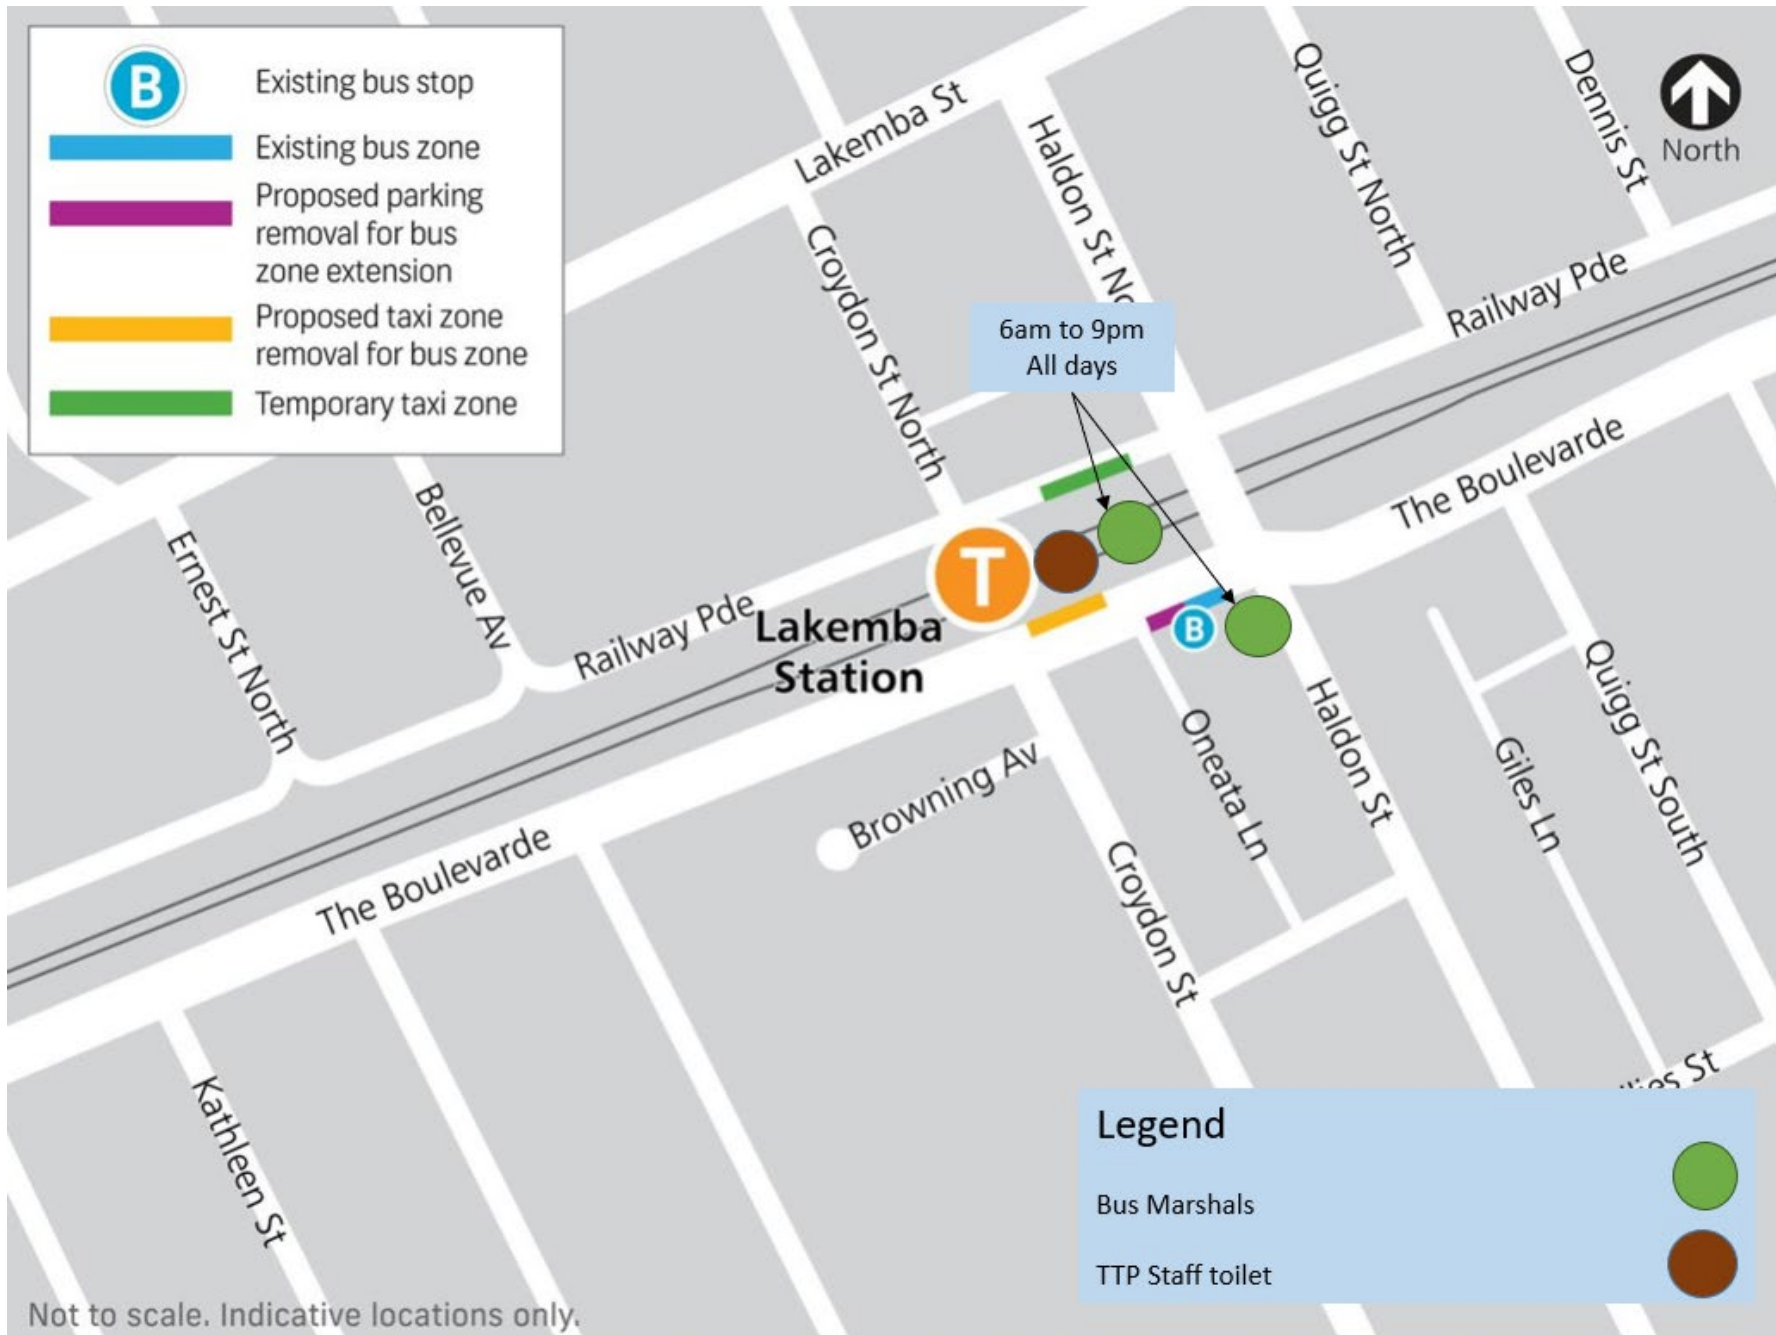 B
Existing bus stop
Existing bus zone
Proposed parking
removal for bus
zone extension
Proposed taxi zone
removal for bus zone
Temporary taxi zone
North
Lakemba St
Haldon St No
Quigg St North
Dennis St
Railway Pde
Croydon St North
6am to 9pm
All days
The Boulevarde
Bellevue Av
Ernest St North
Railway Pde
T
Lakemba
Station
B
Oneata Ln
Haldon St
Giles Ln
Quigg St South
Browning Av
Croydon St
The Boulevarde
Kathleen St
Legend
Bus Marshals
TTP Staff toilet
St
Not to scale. Indicative locations only.